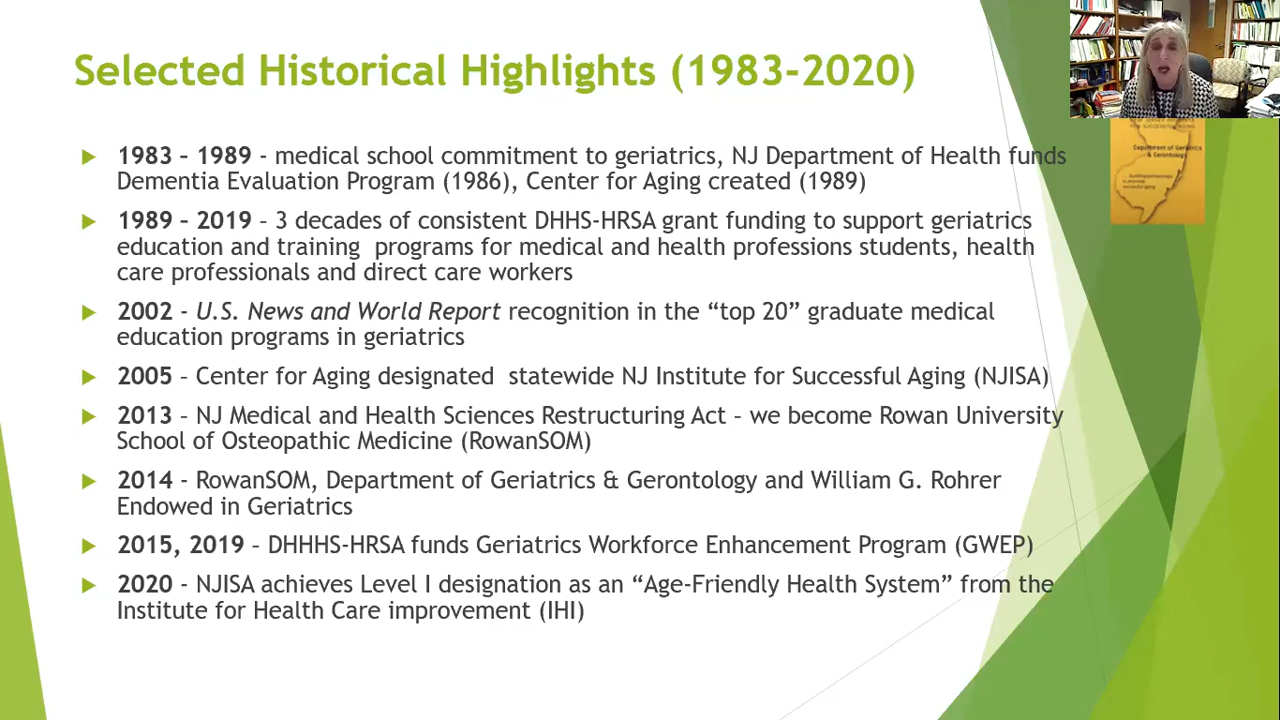 Selected Historical Highlights (1983-2020)
1983 – 1989 - medical school commitment to geriatrics, NJ Department of Health funds
Dementia Evaluation Program (1986), Center for Aging created (1989)
1989 – 2019 – 3 decades of consistent DHHS-HRSA grant funding to support geriatrics
education and training programs for medical and health professions students, health
care professionals and direct care workers
2002 - U.S. News and World Report recognition in the “top 20” graduate medical
education programs in geriatrics
2005 – Center for Aging designated statewide NJ Institute for Successful Aging (NJISA)
2013 – NJ Medical and Health Sciences Restructuring Act – we become Rowan University
School of Osteopathic Medicine (RowanSOM)
2014 - RowanSOM, Department of Geriatrics & Gerontology and William G. Rohrer
Endowed in Geriatrics
2015, 2019 – DHHHS-HRSA funds Geriatrics Workforce Enhancement Program (GWEP)
2020 - NJISA achieves Level I designation as an “Age-Friendly Health System” from the
Institute for Health Care improvement (IHI)
Department of Geriatrics
& Gerontology